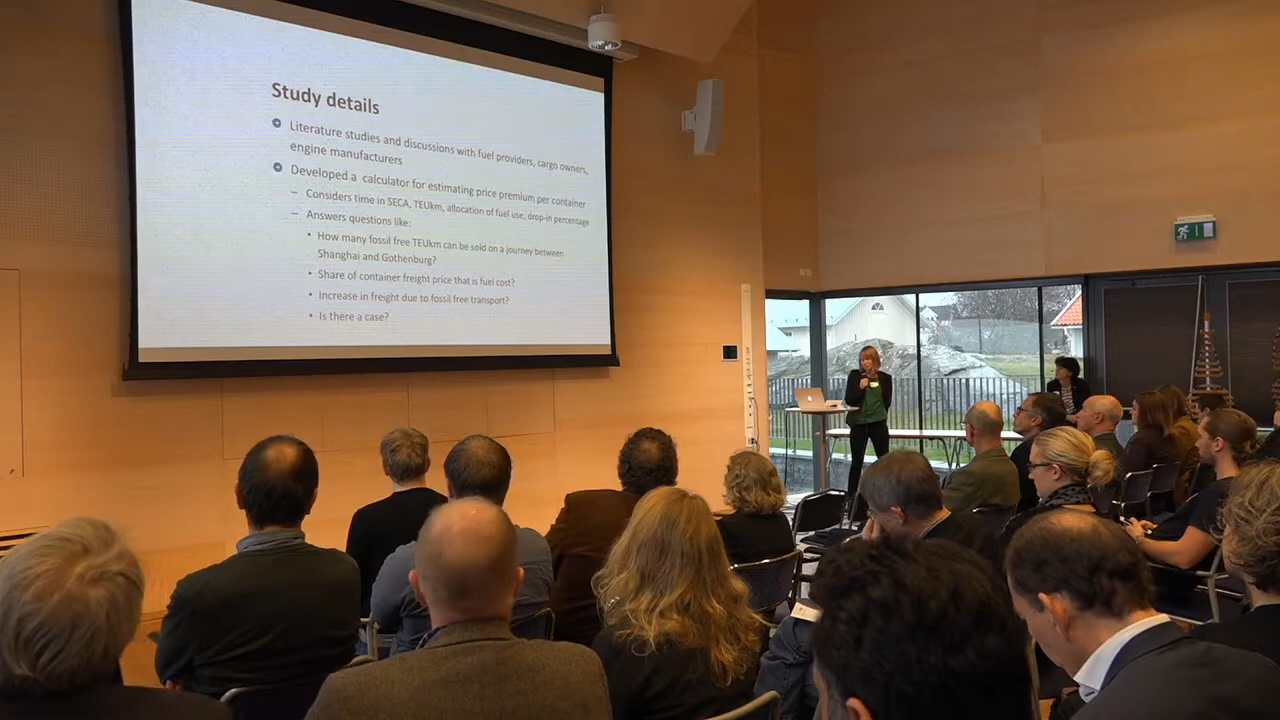 Study details
Literature studies and discussions with fuel providers, cargo owners,
engine manufacturers
Developed a calculator for estimating price premium per container
– Considers time in SECA, TEUkm, allocation of fuel use, drop-in percentage
– Answers questions like:
• How many fossil free TEUkm can be sold on a journey between
Shanghai and Gothenburg?
• Share of container freight price that is fuel cost?
• Increase in freight due to fossil free transport?
• Is there a case?